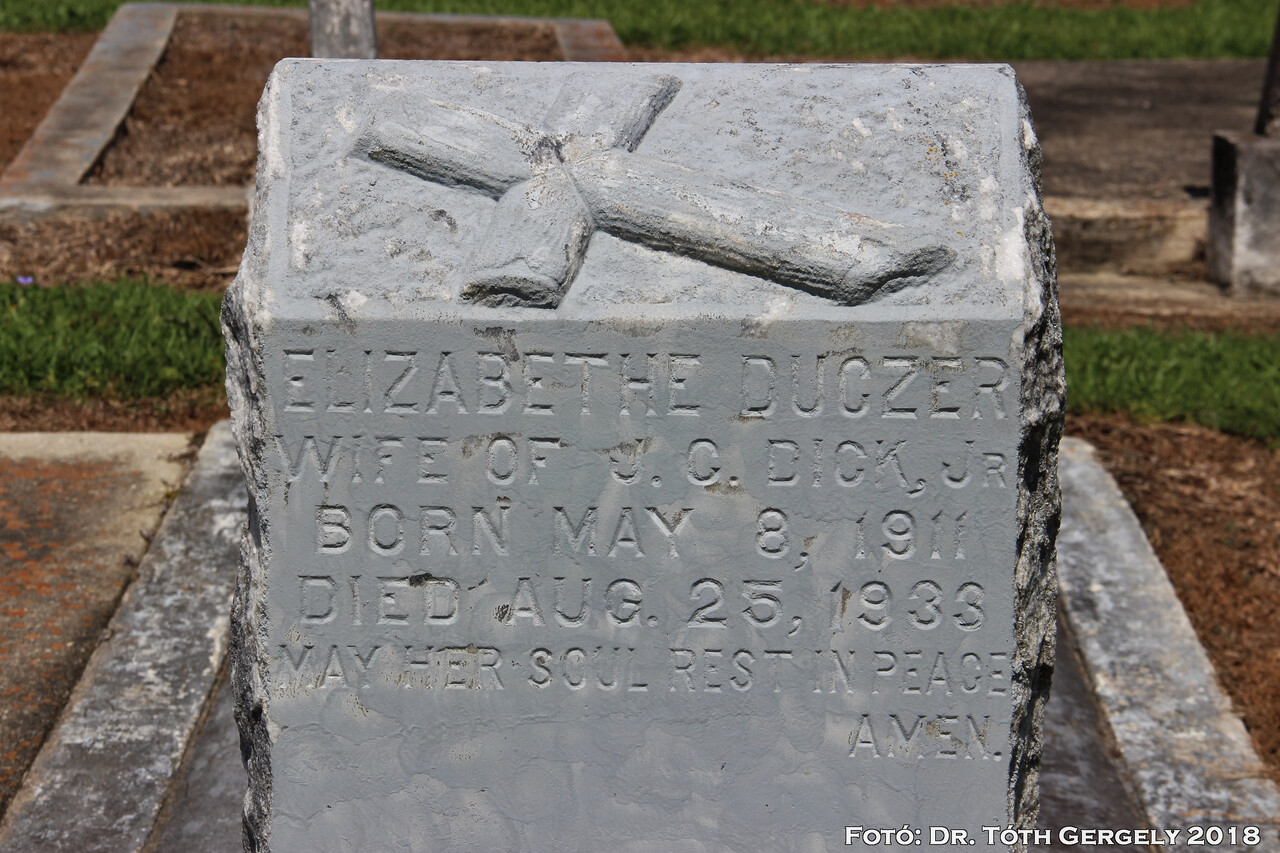 ELIZABETHE DUCZER
WIFE OF J. C. DICK, JR
BORN MAY 8, 1911
DIED AUG. 25, 1933
MAY HER SOUL REST IN PEACE
AMEN.
FOTÓ: DR. TÓTH GERGELY 2018